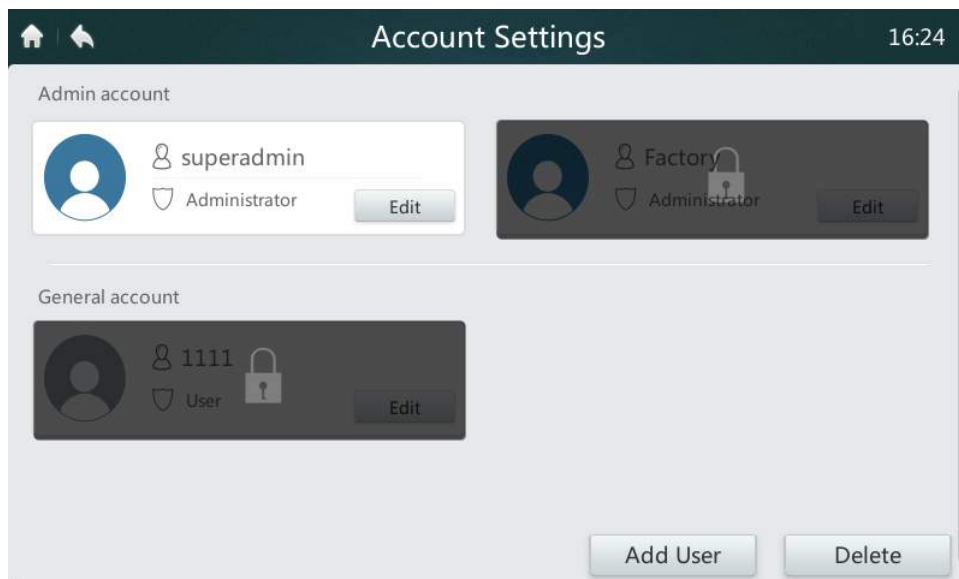 Account Settings 16:24
Admin account
superadmin
Administrator
Edit
Factory
Administrator
Edit
General account
1111
User
Edit
Add User Delete